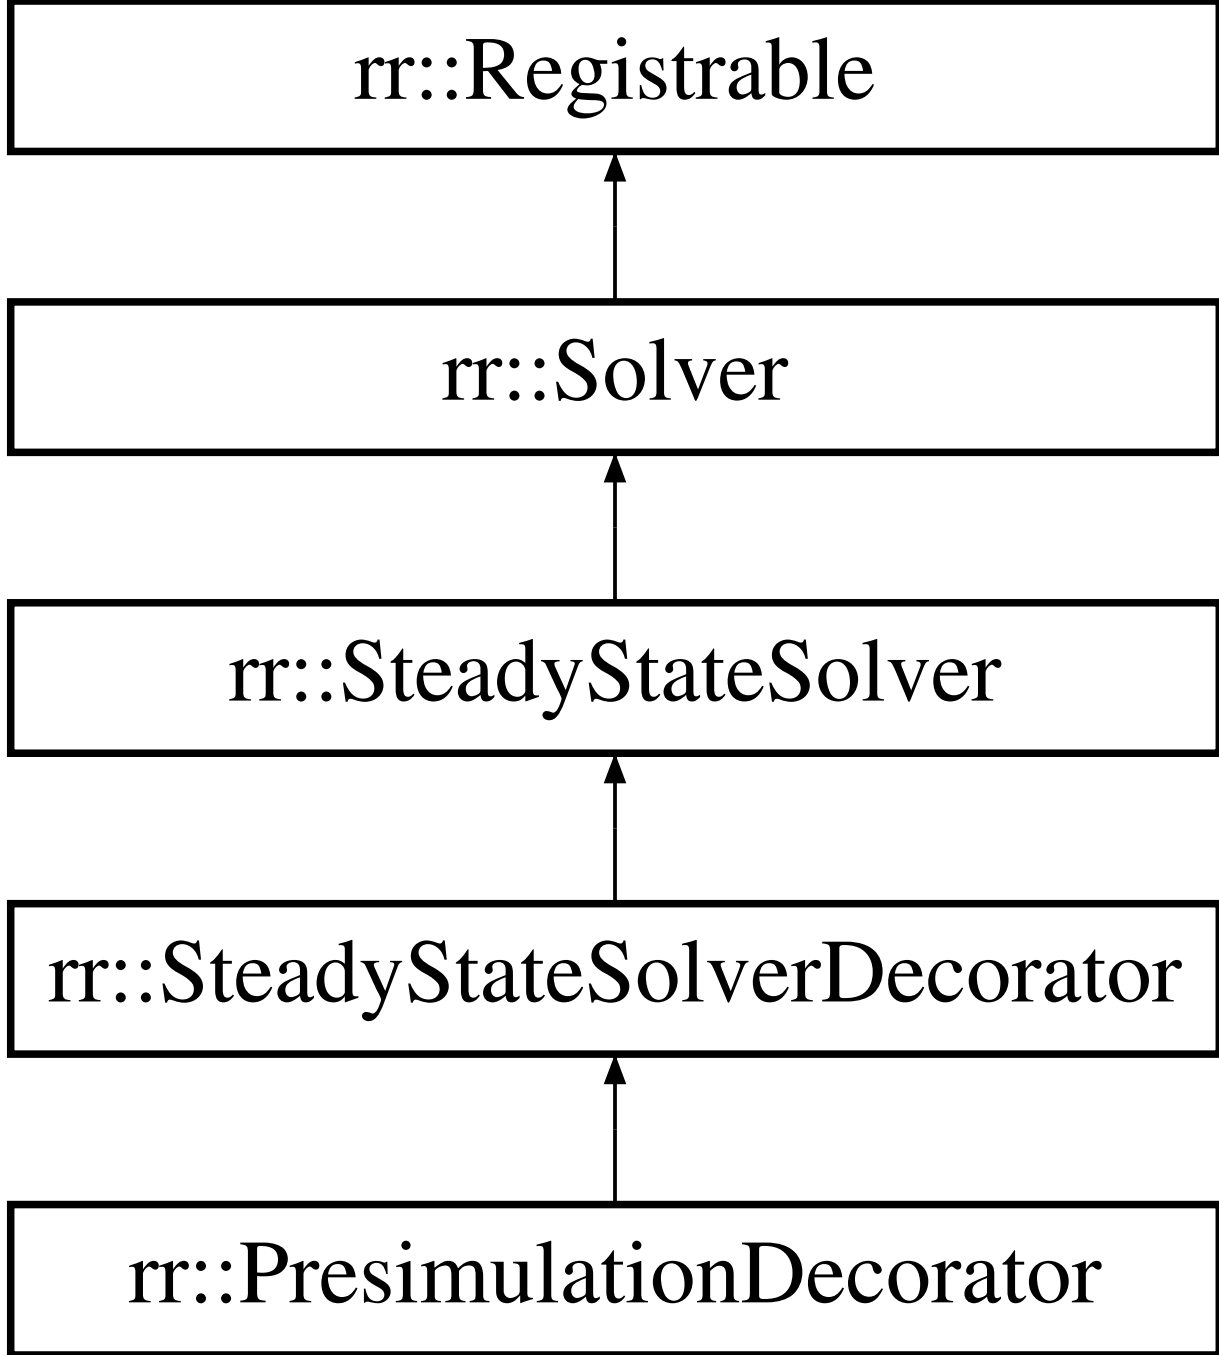 rr::Registrable
rr::Solver
rr::SteadyStateSolver
rr::SteadyStateSolverDecorator
rr::PresimulationDecorator